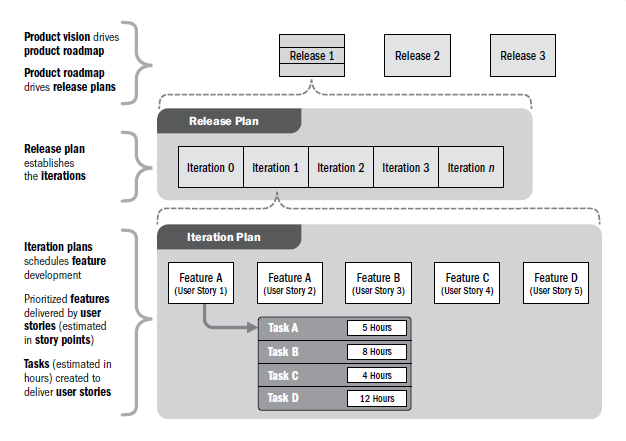 Product vision drives
product roadmap
Product roadmap
drives release plans
Release 1
Release 2
Release 3
Release Plan
Release plan
establishes
the iterations
Iteration 0
Iteration 1
Iteration 2
Iteration 3
Iteration n
Iteration Plan
Iteration plans
schedules feature
development
Prioritized features
delivered by user
stories (estimated
in story points)
Tasks (estimated in
hours) created to
deliver user stories
Feature A
(User Story 1)
Feature A
(User Story 2)
Feature B
(User Story 3)
Feature C
(User Story 4)
Feature D
(User Story 5)
Task A
5 Hours
Task B
8 Hours
Task C
4 Hours
Task D
12 Hours